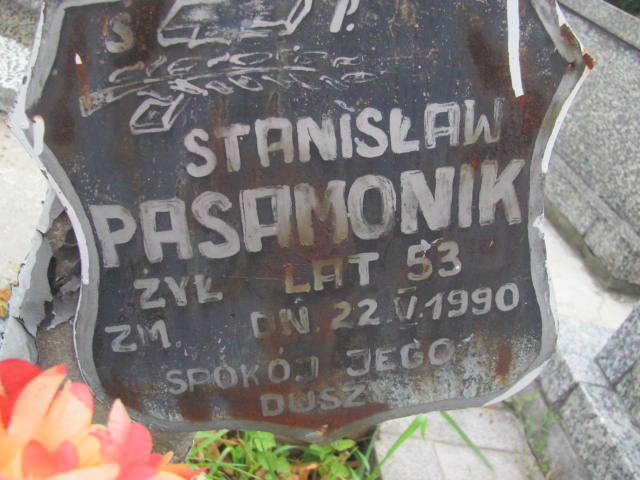 S P.
STANISŁAW
PASAMONIK
ŻYŁ LAT 53
ZM. DN. 22.V.1990
SPOKÓJ JEGO
DUSZY